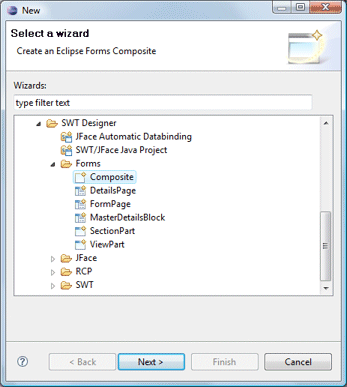 New
Select a wizard
Create an Eclipse Forms Composite
Wizards:
type filter text
SWT Designer
JFace Automatic Databinding
SWT/JFace Java Project
Forms
Composite
DetailsPage
FormPage
MasterDetailsBlock
SectionPart
ViewPart
JFace
RCP
SWT
?
< Back
Next >
Finish
Cancel